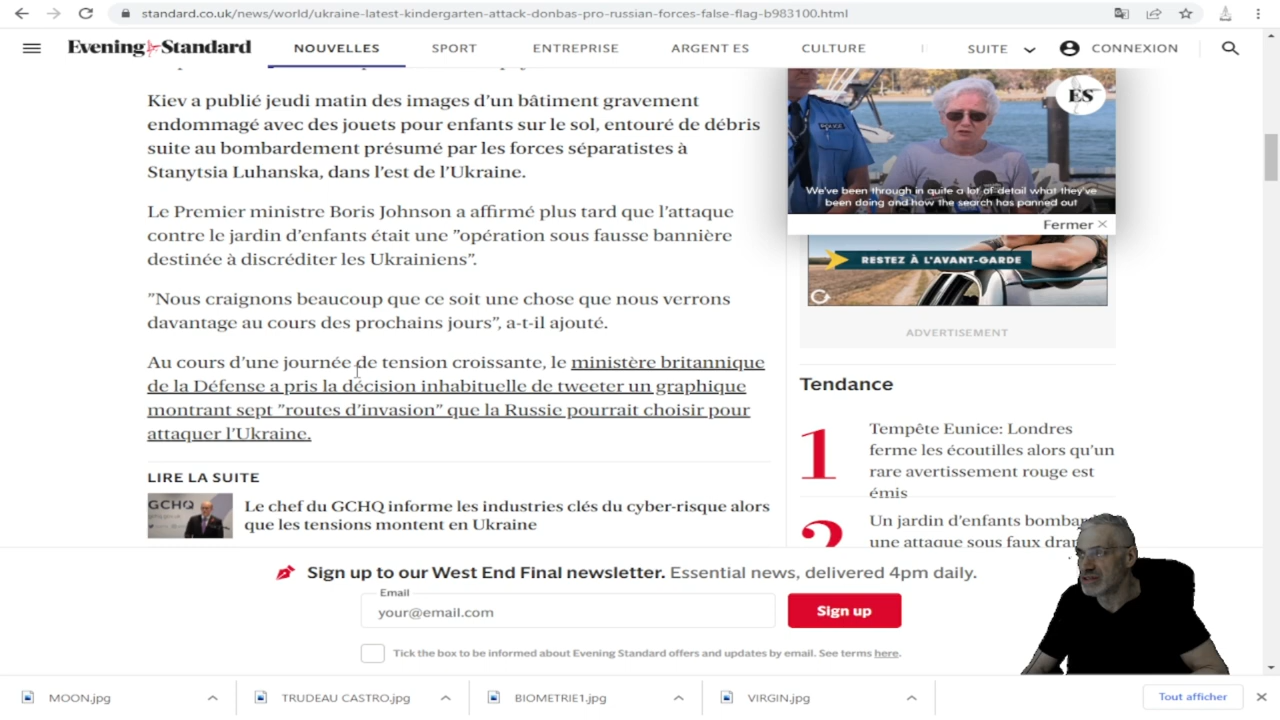 standard.co.uk/news/world/ukraine-latest-kindergarten-attack-donbas-pro-russian-forces-false-flag-b983100.html
Evening Standard
NOUVELLES
SPORT
ENTREPRISE
ARGENT ES
CULTURE
SUITE
CONNEXION
Kiev a publié jeudi matin des images d'un bâtiment gravement
endommagé avec des jouets pour enfants sur le sol, entouré de débris
suite au bombardement présumé par les forces séparatistes à
Stanytsia Luhanska, dans l'est de l'Ukraine.
Le Premier ministre Boris Johnson a affirmé plus tard que l'attaque
contre le jardin d'enfants était une "opération sous fausse bannière
destinée à discréditer les Ukrainiens".
"Nous craignons beaucoup que ce soit une chose que nous verrons
davantage au cours des prochains jours", a-t-il ajouté.
Au cours d'une journée de tension croissante, le ministère britannique
de la Défense a pris la décision inhabituelle de tweeter un graphique
montrant sept "routes d'invasion" que la Russie pourrait choisir pour
attaquer l'Ukraine.
LIRE LA SUITE
GCHQ
Le chef du GCHQ informe les industries clés du cyber-risque alors
que les tensions montent en Ukraine
POLICE
ES
We've been through in quite a lot of detail what they've
been doing and how the search has panned out
Fermer
RESTEZ À L'AVANT-GARDE
ADVERTISEMENT
Tendance
1
Tempête Eunice: Londres
ferme les écoutilles alors qu'un
rare avertissement rouge est
émis
2
Un jardin d'enfants
une attaque sous faux
Sign up to our West End Final newsletter. Essential news, delivered 4pm daily.
Email
your@email.com
Sign up
Tick the box to be informed about Evening Standard offers and updates by email. See terms here.
MOON.jpg
TRUDEAU CASTRO.jpg
BIOMETRIE1.jpg
VIRGIN.jpg
Tout afficher